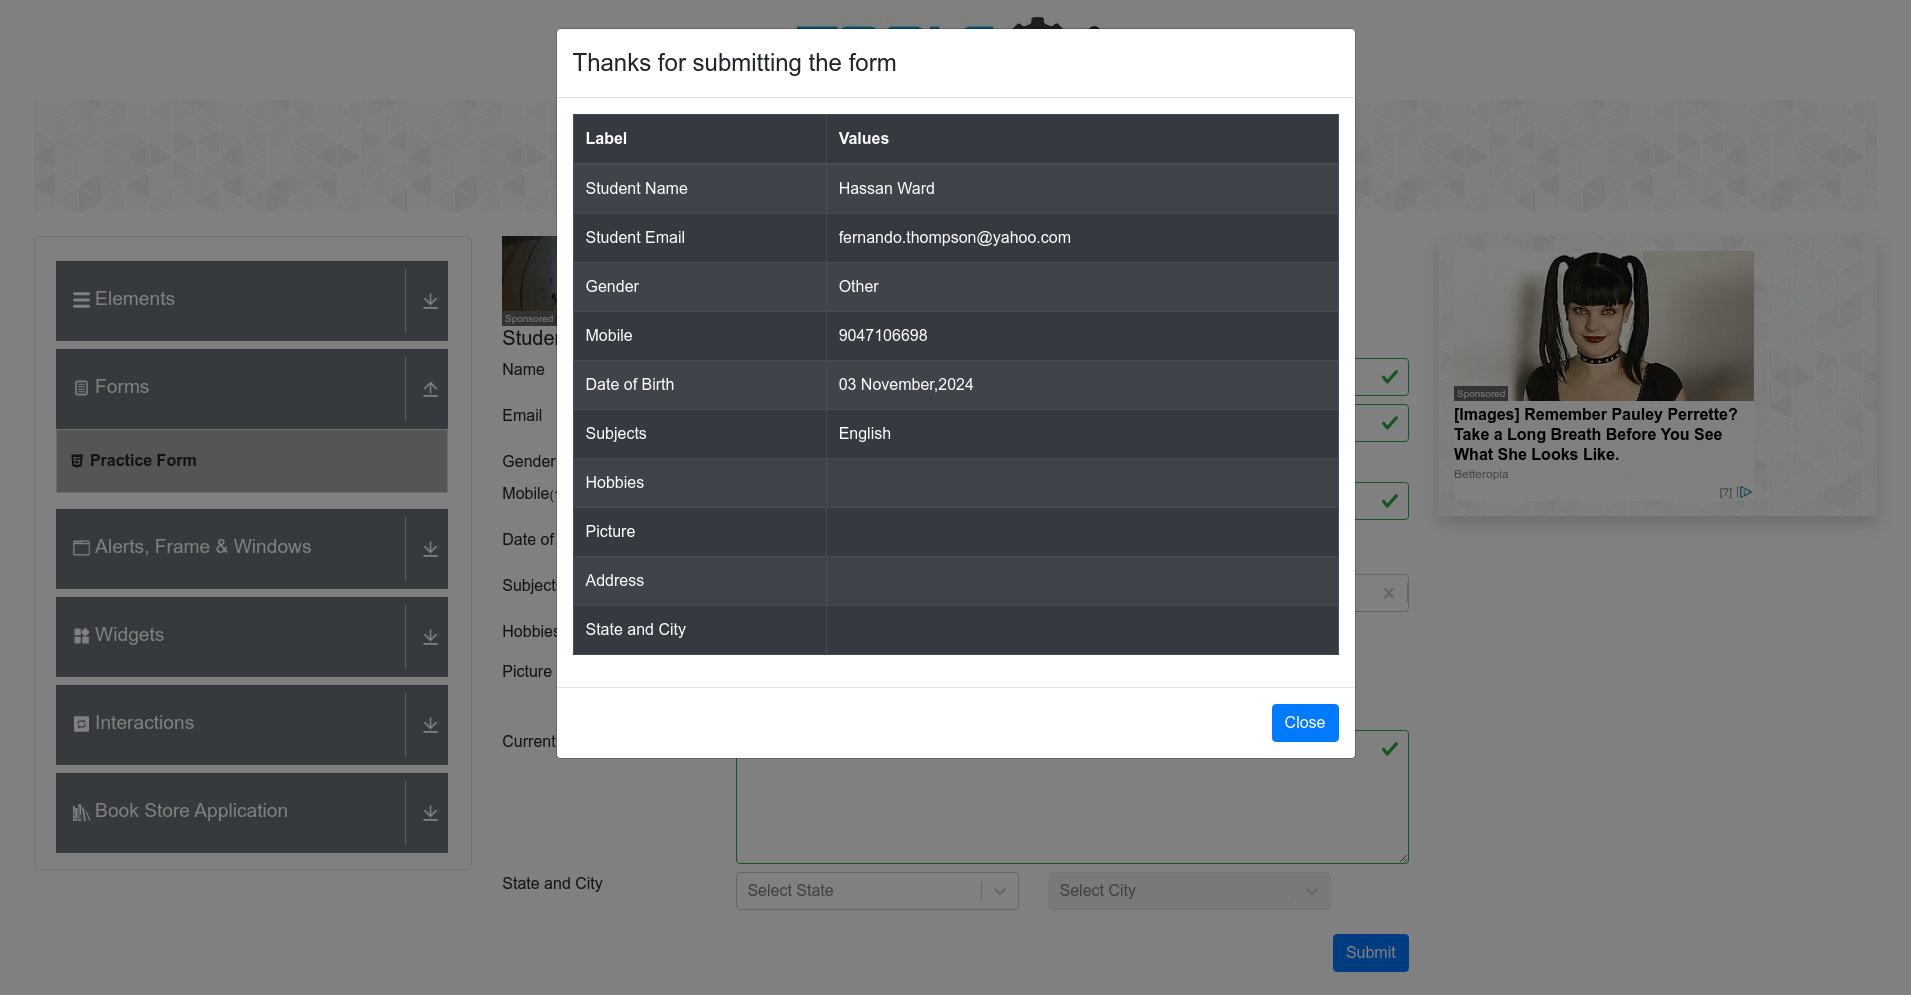 Thanks for submitting the form
Label Values
Student Name Hassan Ward
Student Email fernando.thompson@yahoo.com
Gender Other
Mobile 9047106698
Date of Birth 03 November,2024
Subjects English
Hobbies
Picture
Address
State and City
Close
Elements
Forms
Practice Form
Alerts, Frame & Windows
Widgets
Interactions
Book Store Application
Sponsored
Name
Email
Gender
Mobile
Date of
Hobbies
Picture
Current
State and City
Select State
Select City
Submit
Sponsored
[Images] Remember Pauley Perrette?
Take a Long Breath Before You See
What She Looks Like.
Betteropia
[?]